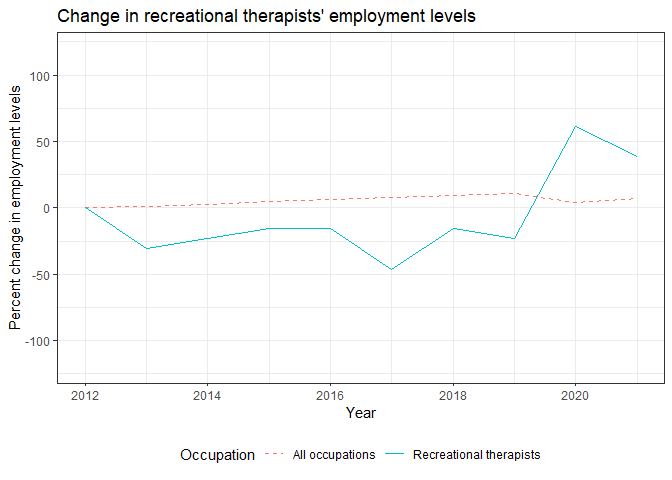 Change in recreational therapists' employment levels
Percent change in employment levels
100
50
0
-50
-100
2012 2014 2016 2018 2020
Year
Occupation All occupations Recreational therapists